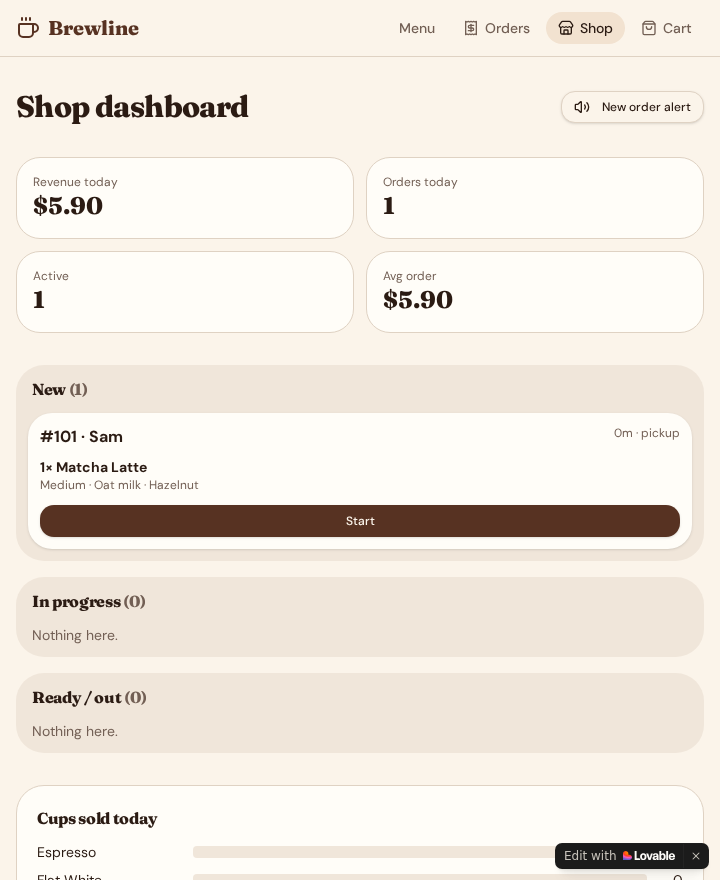 Brewline
Menu
Orders
Shop
Cart
Shop dashboard
New order alert
Revenue today
$5.90
Orders today
1
Active
1
Avg order
$5.90
New (1)
#101 · Sam
0m · pickup
1× Matcha Latte
Medium · Oat milk · Hazelnut
Start
In progress (0)
Nothing here.
Ready / out (0)
Nothing here.
Cups sold today
Espresso
Edit with Lovable ×
Flat White
0